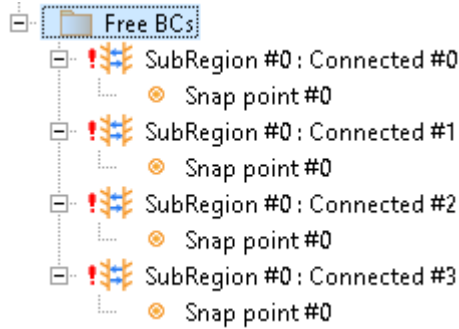 Free BCs
SubRegion #0 : Connected #0
Snap point #0
SubRegion #0 : Connected #1
Snap point #0
SubRegion #0 : Connected #2
Snap point #0
SubRegion #0 : Connected #3
Snap point #0